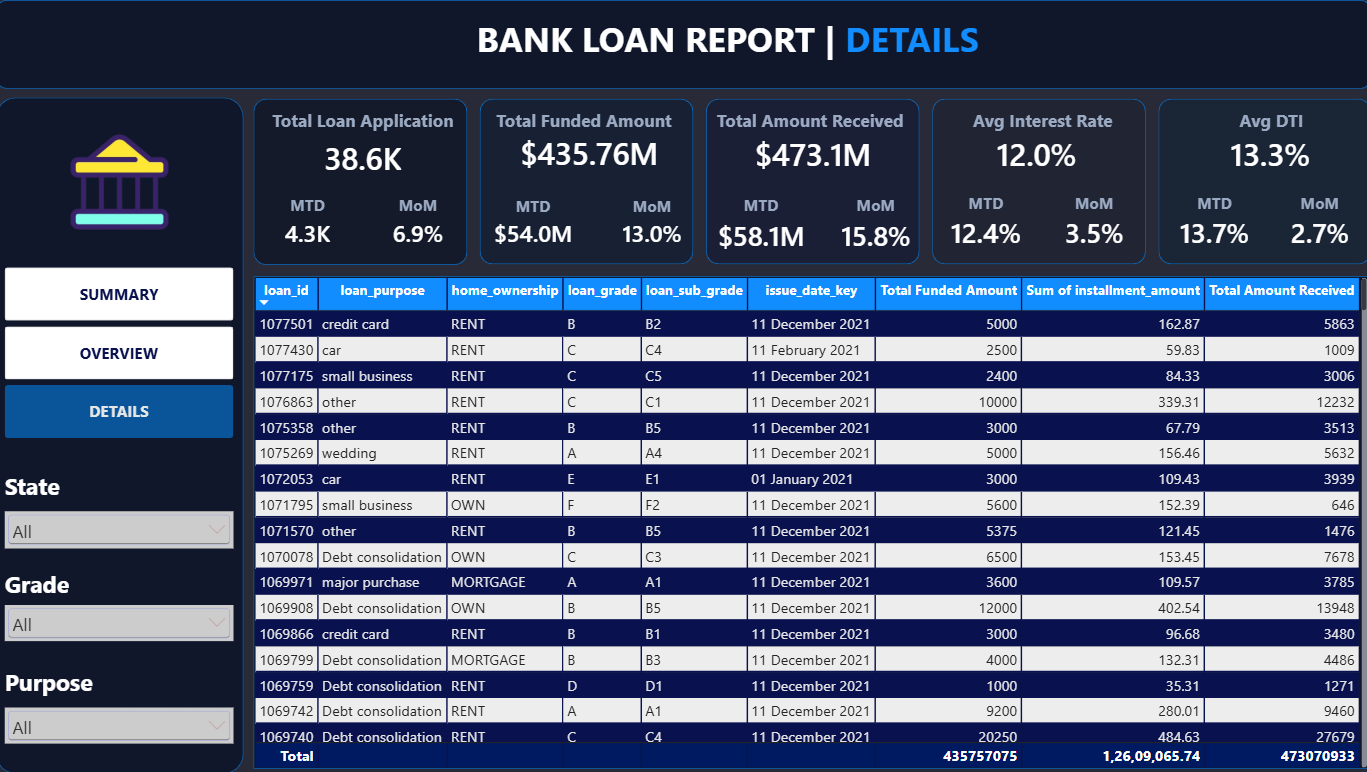 BANK LOAN REPORT | DETAILS
Total Loan Application
38.6K
MTD MoM
4.3K 6.9%
Total Funded Amount
$435.76M
MTD MoM
$54.0M 13.0%
Total Amount Received
$473.1M
MTD MoM
$58.1M 15.8%
Avg Interest Rate
12.0%
MTD MoM
12.4% 3.5%
Avg DTI
13.3%
MTD MoM
13.7% 2.7%
SUMMARY
OVERVIEW
DETAILS
State
All
Grade
All
Purpose
All
loan_id loan_purpose home_ownership loan_grade loan_sub_grade issue_date_key Total Funded Amount Sum of installment_amount Total Amount Received
1077501 credit card RENT B B2 11 December 2021 5000 162.87 5863
1077430 car RENT C C4 11 February 2021 2500 59.83 1009
1077175 small business RENT C C5 11 December 2021 2400 84.33 3006
1076863 other RENT C C1 11 December 2021 10000 339.31 12232
1075358 other RENT B B5 11 December 2021 3000 67.79 3513
1075269 wedding RENT A A4 11 December 2021 5000 156.46 5632
1072053 car RENT E E1 01 January 2021 3000 109.43 3939
1071795 small business OWN F F2 11 December 2021 5600 152.39 646
1071570 other RENT B B5 11 December 2021 5375 121.45 1476
1070078 Debt consolidation OWN C C3 11 December 2021 6500 153.45 7678
1069971 major purchase MORTGAGE A A1 11 December 2021 3600 109.57 3785
1069908 Debt consolidation OWN B B5 11 December 2021 12000 402.54 13948
1069866 credit card RENT B B1 11 December 2021 3000 96.68 3480
1069799 Debt consolidation MORTGAGE B B3 11 December 2021 4000 132.31 4486
1069759 Debt consolidation RENT D D1 11 December 2021 1000 35.31 1271
1069742 Debt consolidation RENT A A1 11 December 2021 9200 280.01 9460
1069740 Debt consolidation RENT C C4 11 December 2021 20250 484.63 27679
Total 435757075 1,26,09,065.74 473070933